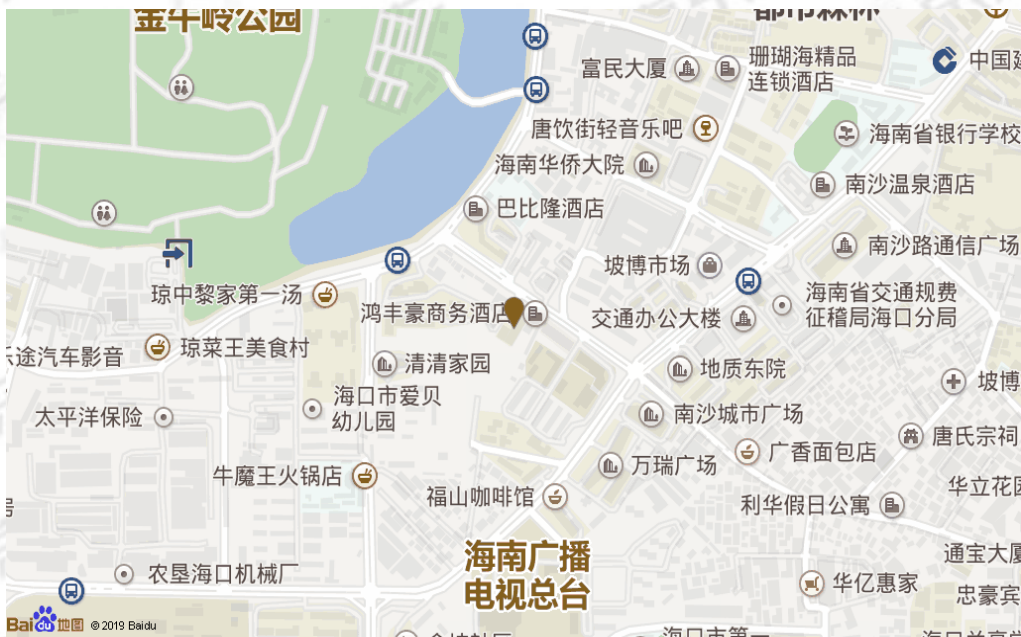 金牛岭公园
都市森林
富民大厦
珊瑚海精品
连锁酒店
唐饮街轻音乐吧
海南省银行学校
海南华侨大院
南沙温泉酒店
巴比隆酒店
南沙路通信广场
坡博市场
琼中黎家第一汤
海南省交通规费
征稽局海口分局
鸿丰豪商务酒店
交通办公大楼
途汽车影音
琼菜王美食村
清清家园
地质东院
坡博
海口市爱贝
幼儿园
太平洋保险
南沙城市广场
唐氏宗祠
广香面包店
万瑞广场
牛魔王火锅店
华立花园
福山咖啡馆
利华假日公寓
海南广播
电视总台
通宝大厦
农垦海口机械厂
华亿惠家
忠豪宾
Bai du 地图 © 2019 Baidu
海口市第一